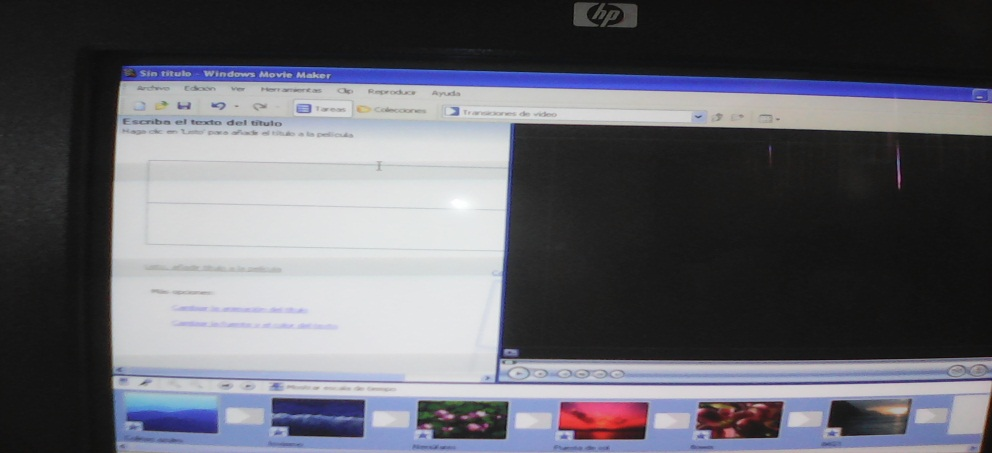 hp
Sin título - Windows Movie Maker
Archivo Edición Ver Herramientas Clip Reproducir Ayuda
Tareas Colecciones Transiciones de vídeo
Escriba el texto del título
Haga clic en 'Listo' para añadir el título a la película.
Listo, añadir título a la película
Más opciones:
Cambiar la animación del título
Cambiar la fuente y el color del texto
Mostrar escala de tiempo
Colinas azules
Invierno
Nenúfares
Puesta de sol